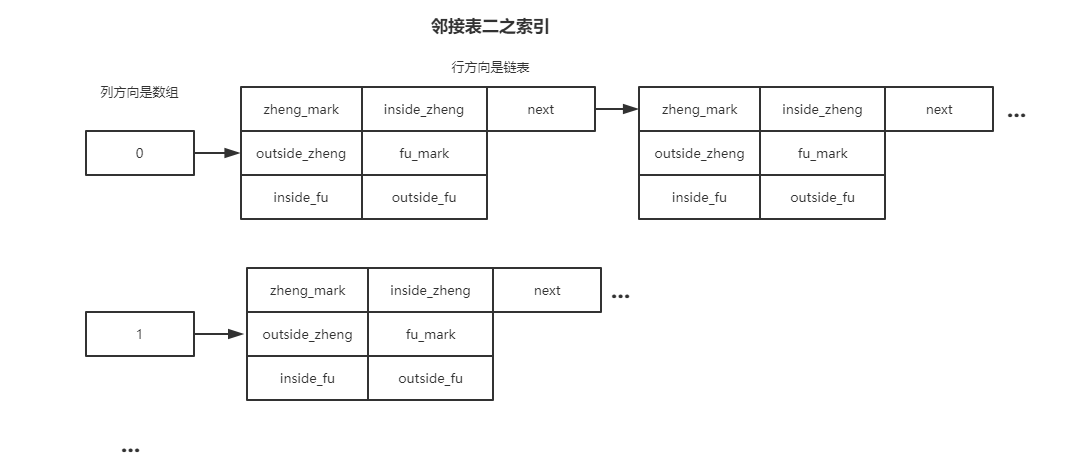 邻接表二之索引
行方向是链表
列方向是数组
zheng_mark inside_zheng next zheng_mark inside_zheng next ...
0 outside_zheng fu_mark outside_zheng fu_mark
inside_fu outside_fu inside_fu outside_fu
zheng_mark inside_zheng next ...
1 outside_zheng fu_mark
inside_fu outside_fu
...